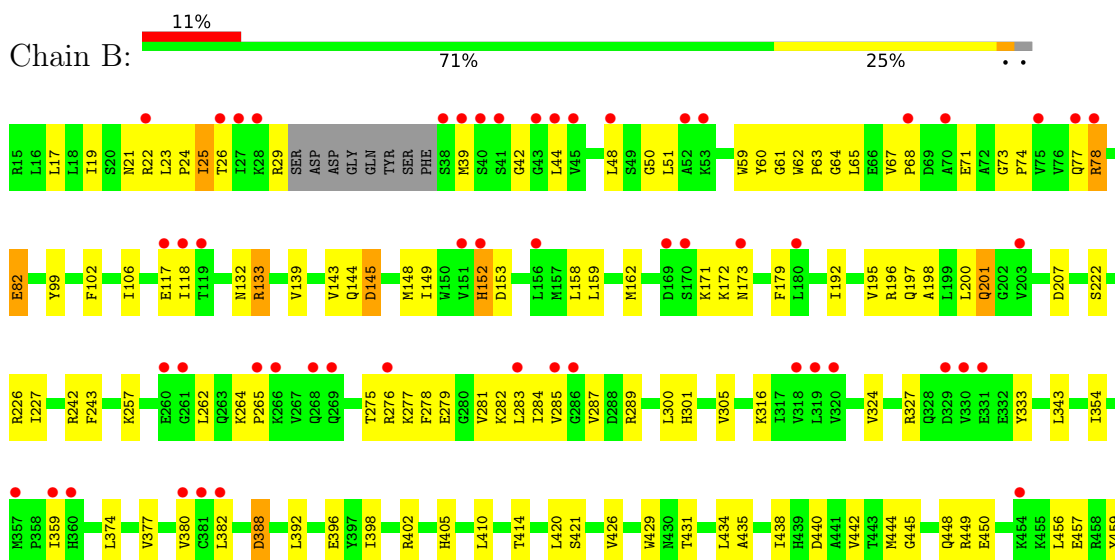 11%
Chain B:
71% 25% • •
R15 L16 L17 L18 I19 S20 N21 R22 L23 P24 I25 T26 I27 K28 R29 SER ASP ASP GLY GLN TYR SER PHE S38 M39 S40 S41 G42 G43 L44 V45 L48 S49 G50 L51 A52 K53 W59 Y60 G61 W62 P63 G64 L65 E66 V67 P68 D69 A70 E71 A72 G73 P74 V75 V76 Q77 R78
E82 Y99 F102 I106 E117 I118 T119 N132 R133 V139 V143 Q144 D145 M148 I149 W150 V151 H152 D153 L156 M157 L158 L159 M162 D169 S170 K171 K172 N173 F179 L180 I192 V195 R196 Q197 A198 L199 L200 Q201 G202 V203 D207 S222
R226 I227 R242 F243 K257 E260 G261 L262 Q263 K264 P265 K266 V267 Q268 Q269 T275 R276 K277 F278 E279 G280 V281 K282 L283 I284 V285 G286 V287 D288 R289 L300 H301 V305 K316 I317 V318 L319 V320 V324 R327 Q328 D329 V330 E331 E332 Y333 L343 I354
M357 P358 I359 H360 L374 V377 V380 C381 L382 D388 L392 E396 Y397 I398 R402 H405 L410 T414 L420 S421 V426 W429 N430 T431 L434 A435 I438 H439 D440 A441 V442 T443 M444 G445 Q448 R449 E450 K454 K455 L456 E457 R458